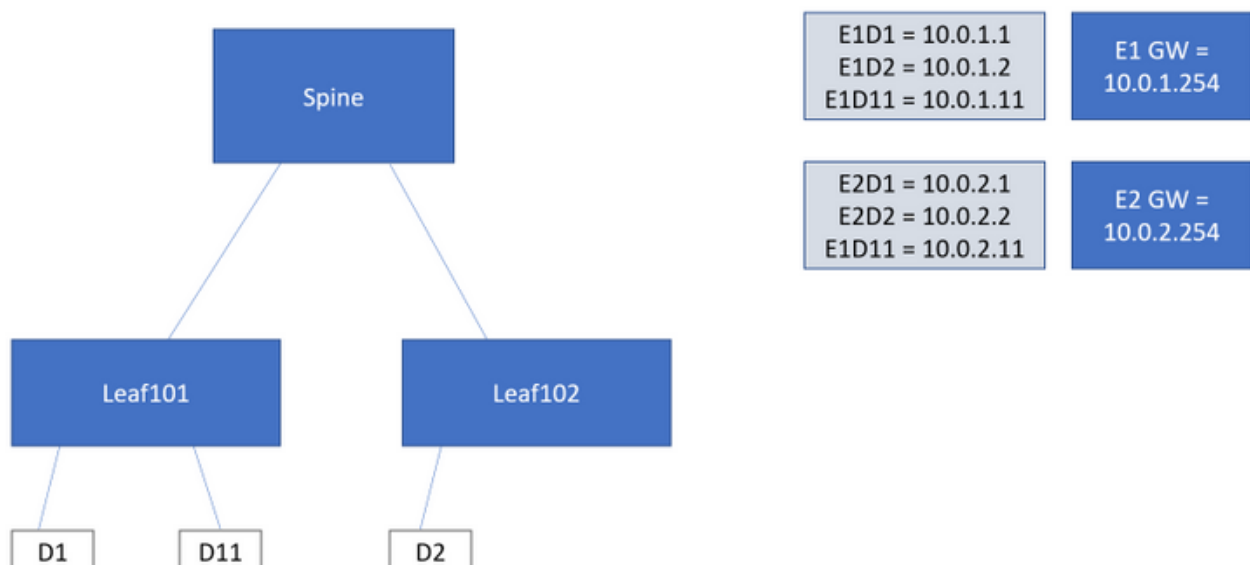 Spine
Leaf101
Leaf102
D1
D11
D2
E1D1 = 10.0.1.1
E1D2 = 10.0.1.2
E1D11 = 10.0.1.11
E1 GW =
10.0.1.254
E2D1 = 10.0.2.1
E2D2 = 10.0.2.2
E1D11 = 10.0.2.11
E2 GW =
10.0.2.254